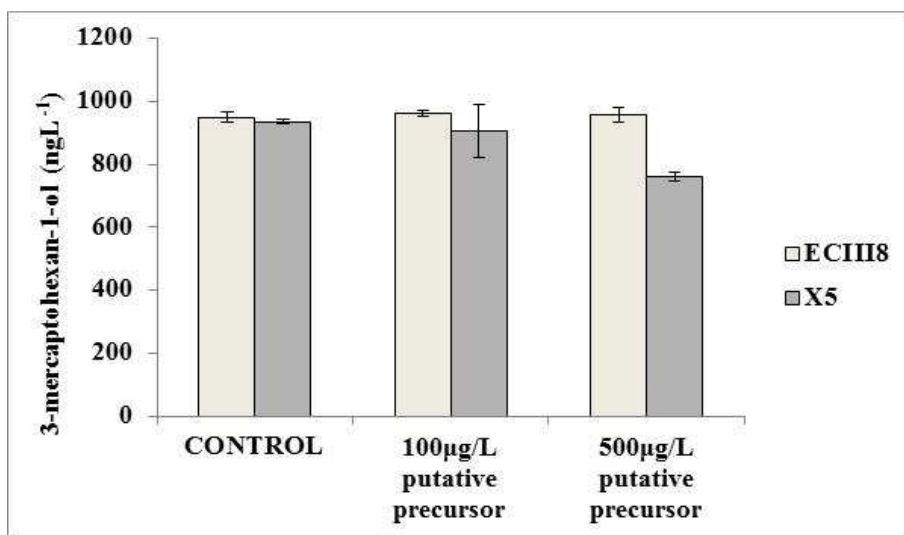 3-mercaptohexan-1-ol (ngL⁻¹)
1200
1000
800
600
400
200
0
CONTROL
100µg/L
putative
precursor
500µg/L
putative
precursor
ECIII8
X5